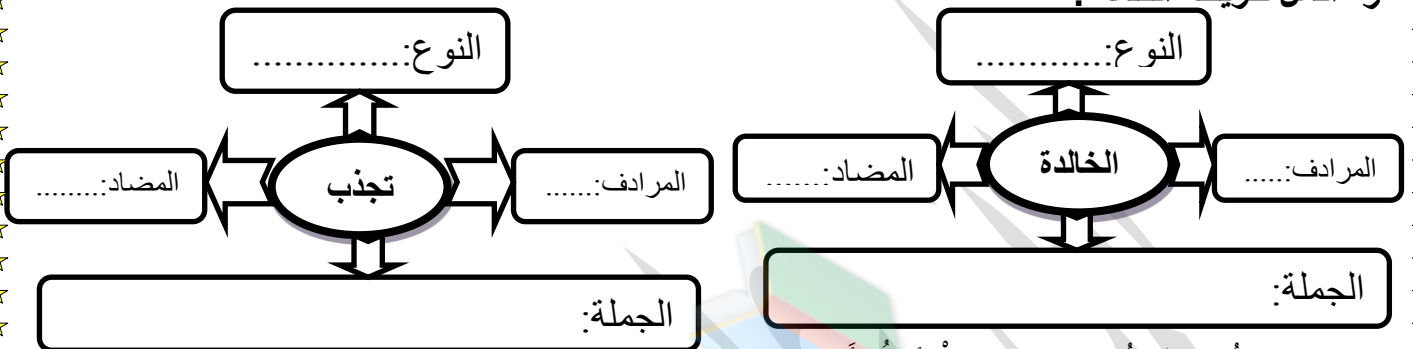 النوع:.............
النوع:..............
المرادف:.....
الخالدة
المضاد:.......
المرادف:......
تجذب
المضاد:........
الجملة:
الجملة: